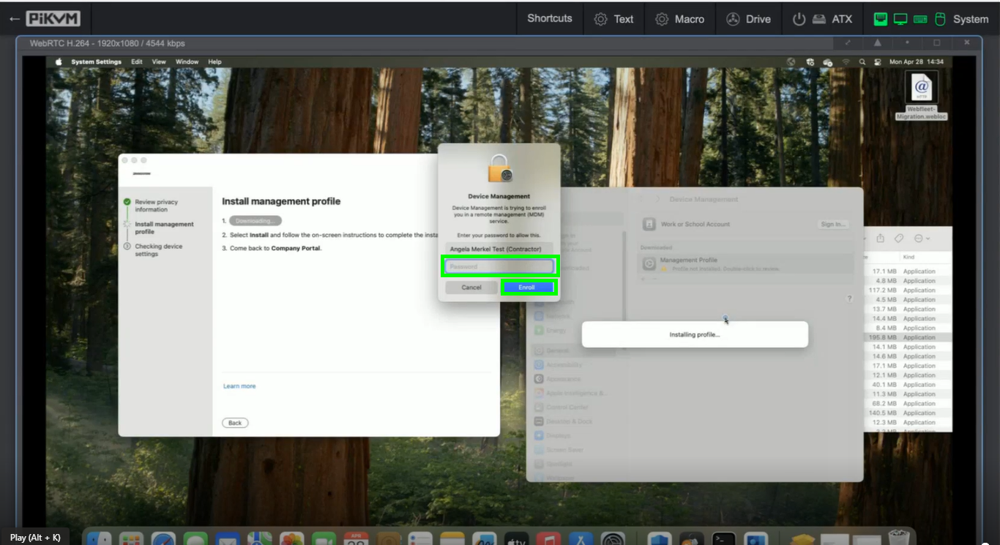 ← PiKVM
Shortcuts
Text
Macro
Drive
ATX
System
WebRTC H.264 - 1920x1080 / 4544 kbps
System Settings Edit View Window Help
Mon Apr 28 14:34
HTTP
Webfleet-
Migration.webloc
Review privacy
information
Install management
profile
3 Checking device
settings
Install management profile
1. Downloading...
2. Select Install and follow the on-screen instructions to complete the insta
3. Come back to Company Portal.
Learn more
Back
Device Management
Device Management is trying to enroll
you in a remote management (MDM)
service.
Enter your password to allow this.
Angela Merkel Test (Contractor)
Password
Cancel
Enroll
Device Management
Work or School Account
Sign In...
Downloaded
Management Profile
Profile not installed. Double-click to review.
?
Installing profile...
Network
Energy
General
Accessibility
Appearance
Apple Intelligence &...
Control Center
Desktop & Dock
Displays
Screen Saver
Spotlight
Wallpaper
Kind
17.1 MB Application
4.8 MB Application
117.2 MB Application
4.5 MB Application
13.7 MB Application
14.4 MB Application
8.4 MB Application
195.8 MB Application
14.1 MB Application
14.6 MB Application
17.1 MB Application
12.1 MB Application
40.1 MB Application
11.3 MB Application
68.2 MB Application
140.5 MB Application
12.3 MB Application
Application
APR
tv
Play (Alt + K)